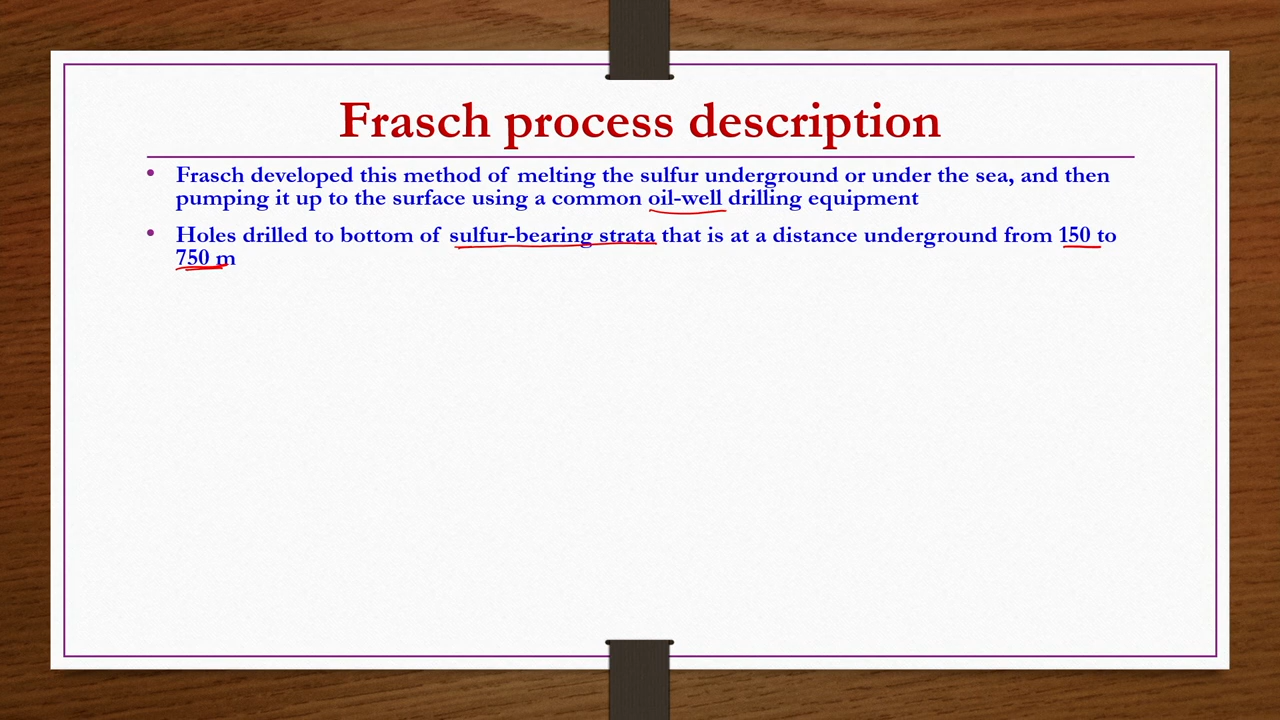 Frasch process description
• Frasch developed this method of melting the sulfur underground or under the sea, and then
pumping it up to the surface using a common oil-well drilling equipment
• Holes drilled to bottom of sulfur-bearing strata that is at a distance underground from 150 to
750 m